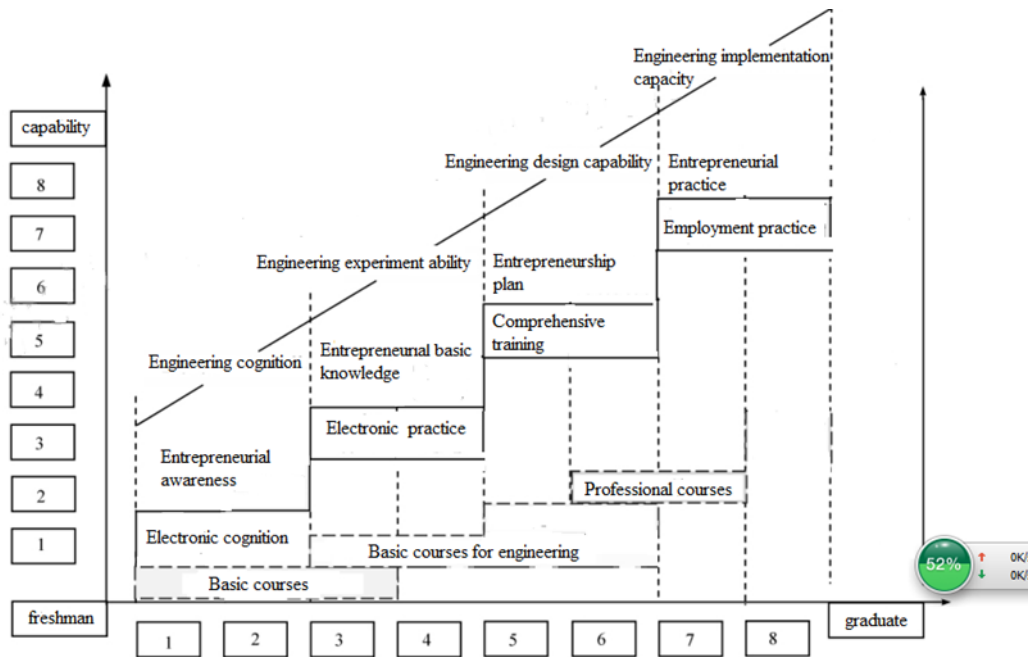 Engineering implementation
capacity
capability
Engineering design capability
Entrepreneurial
practice
8
7
Employment practice
Engineering experiment ability
Entrepreneurship
plan
6
Comprehensive
training
5
Engineering cognition
Entrepreneurial basic
knowledge
4
Electronic practice
3
Entrepreneurial
awareness
2
Professional courses
1
Electronic cognition
Basic courses for engineering
52%
0K/
0K/
Basic courses
freshman
graduate
1
2
3
4
5
6
7
8